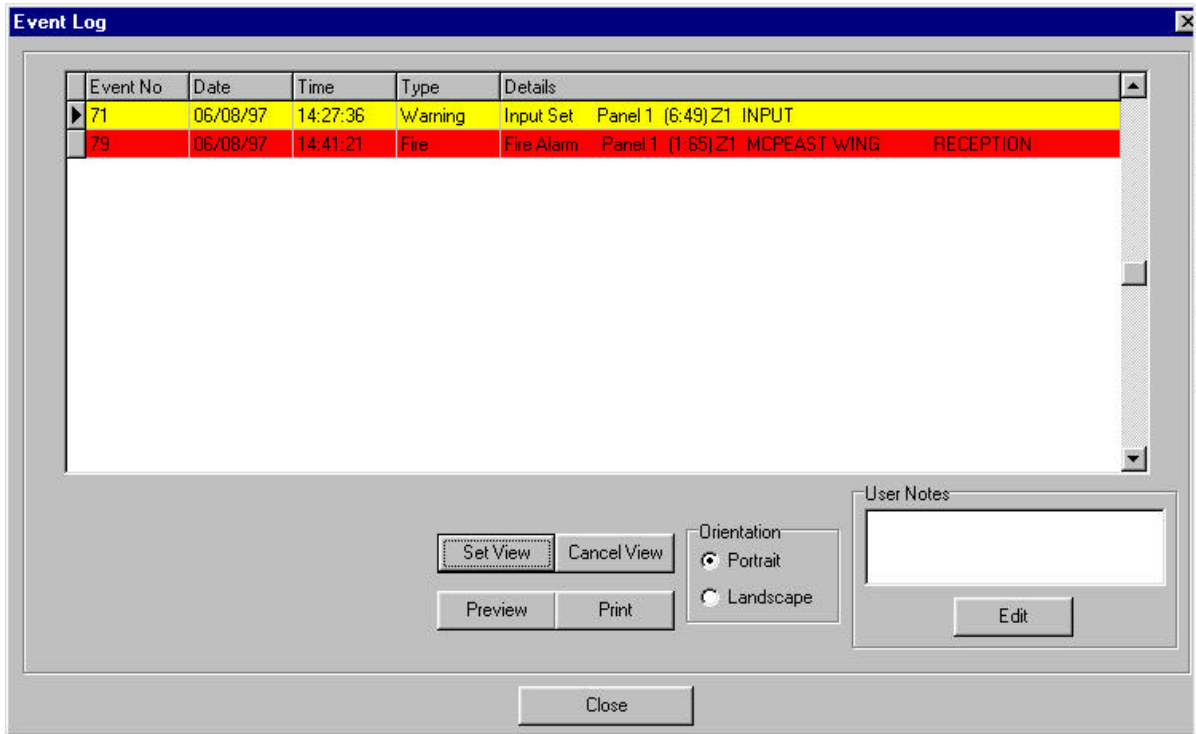 Event Log
Event No Date Time Type Details
71 06/08/97 14:27:36 Warning Input Set Panel 1 (6:49) Z1 INPUT
79 06/08/97 14:41:21 Fire Fire Alarm Panel 1 (1:65) Z1 MCPEAST WING RECEPTION
Set View Cancel View
Preview Print
Orientation
Portrait
Landscape
User Notes
Edit
Close